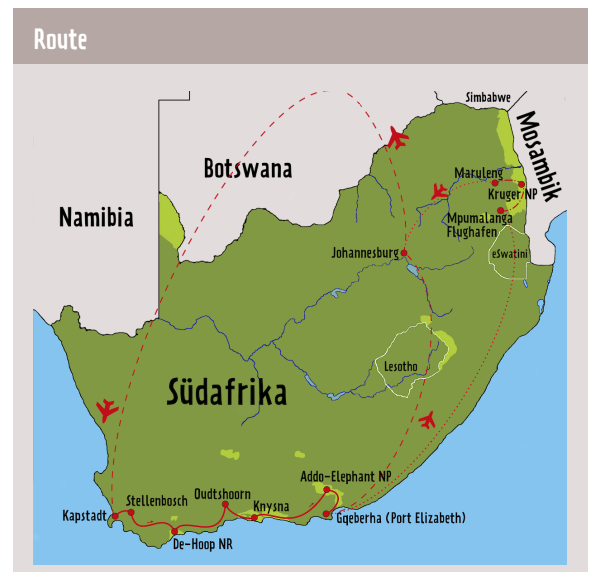 Route
Simbabwe
Mosambik
Botswana
Maruleng
Kruger NP
Namibia
Mpumalanga
Flughafen
Johannesburg
eSwatini
Lesotho
Südafrika
Addo-Elephant NP
Oudtshoorn
Stellenbosch
Knysna
Kapstadt
Gqeberha (Port Elizabeth)
De-Hoop NR